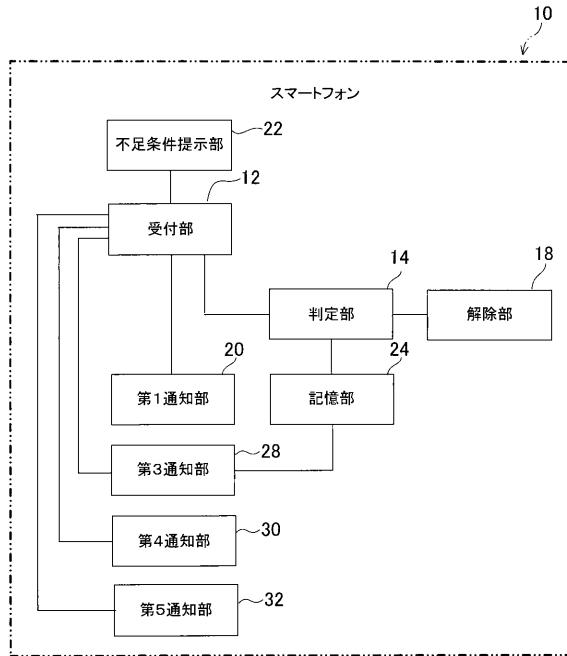 10
スマートフォン
不足条件提示部
22
12
受付部
14
18
判定部
解除部
20
24
第1通知部
記憶部
第3通知部
28
第4通知部
30
第5通知部
32